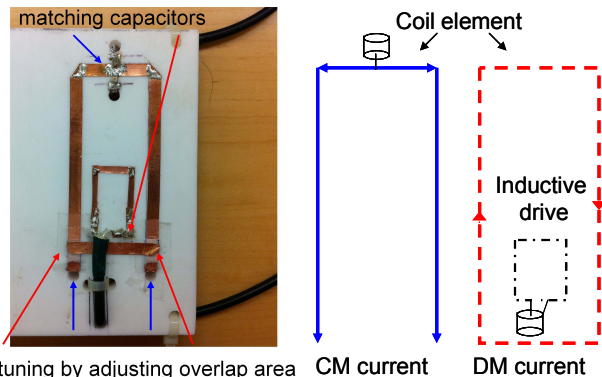 matching capacitors
Coil element
Inductive
drive
tuning by adjusting overlap area
CM current
DM current